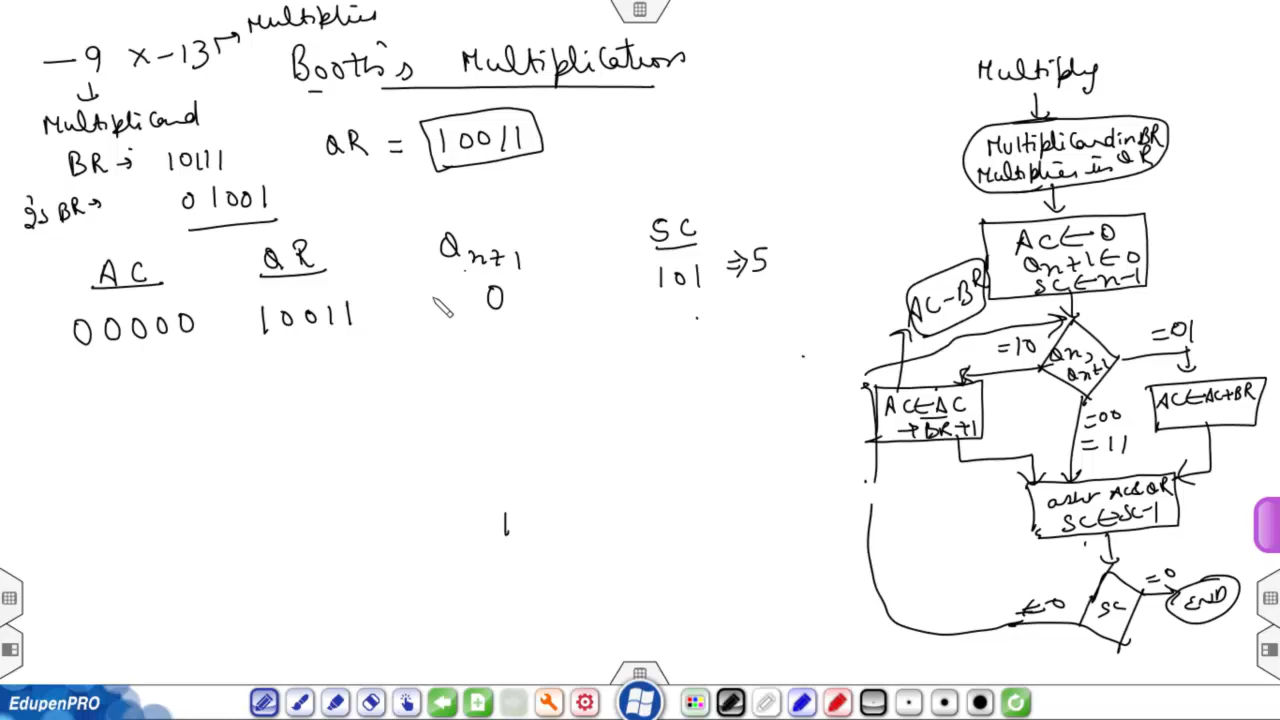 -9 x -13 → Multiplier
Booth's Multiplication
Multiplicand
BR → 10111
QR = 10011
2's BR → 01001
AC QR Qn+1 SC
101 ⇒ 5
00000 10011 0
1
Multiply
Multiplicand in BR
Multiplier in QR
AC ← 0
Qn+1 ← 0
SC ← n-1
AC-BR
=10
Qn,
Qn+1
=01
AC ← AC
→ BR+1
AC ← AC+BR
=00
=11
ashr AC & QR
SC ← SC-1
SC
=0
END
EdupenPRO